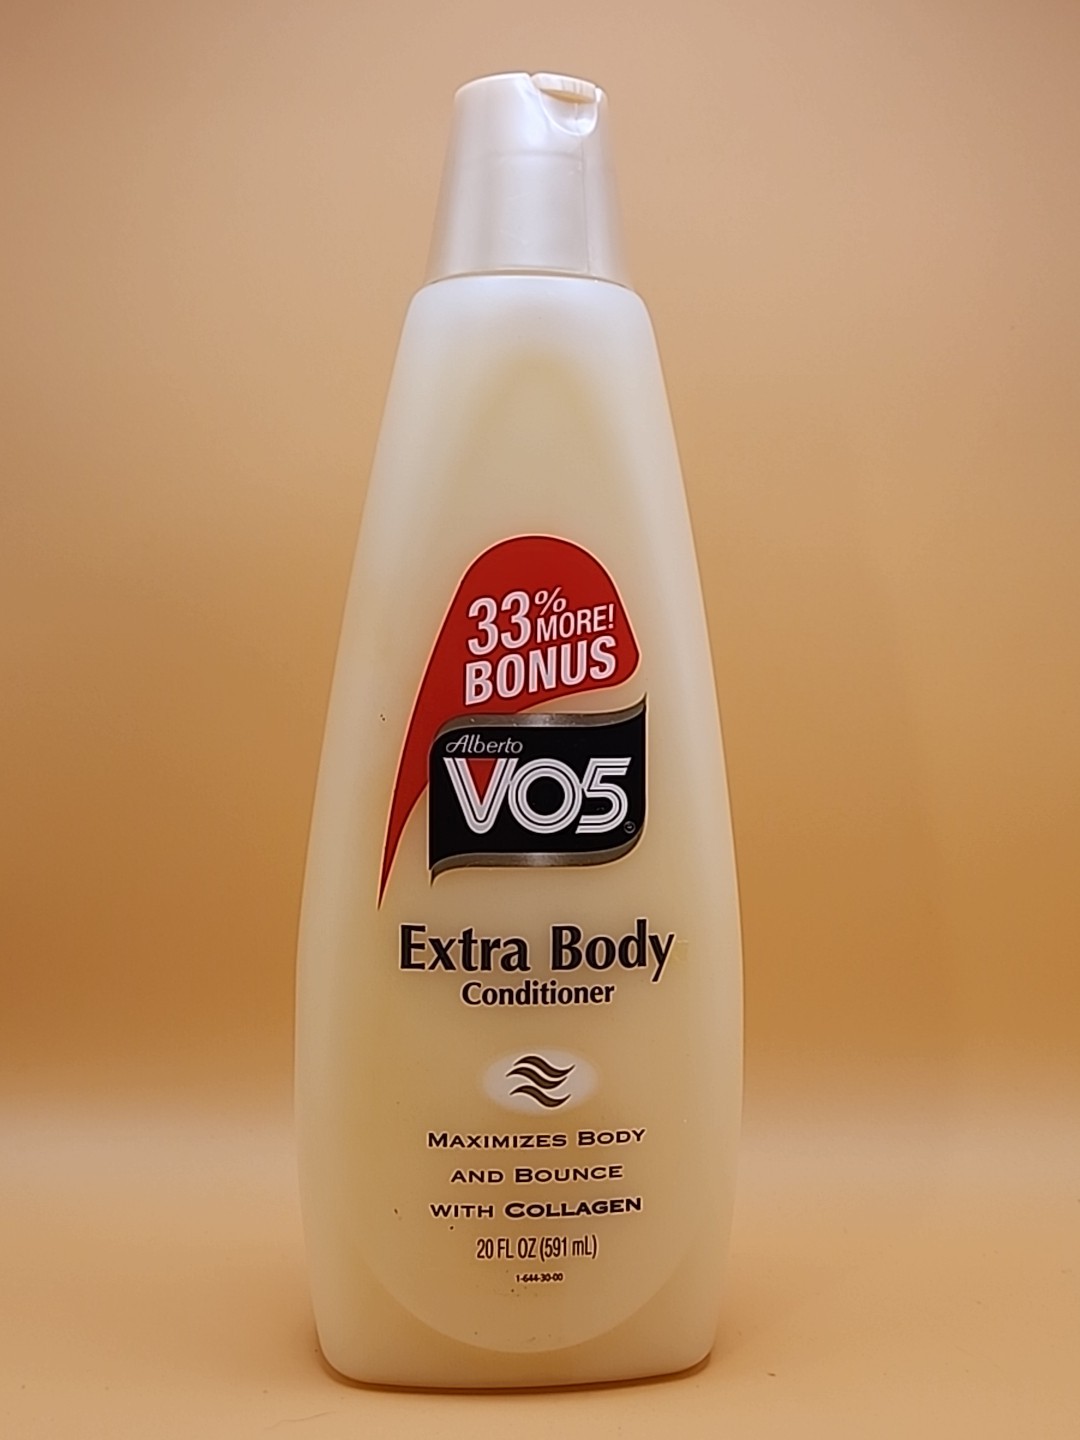 33% MORE!
BONUS
Alberto
VO5
Extra Body
Conditioner
MAXIMIZES BODY
AND BOUNCE
WITH COLLAGEN
20 FL OZ (591 mL)
1-644-30-00